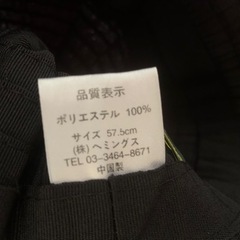 品質表示
ポリエステル 100%
サイズ 57.5cm
(株) ヘミングス
TEL 03-3464-8671
中国製